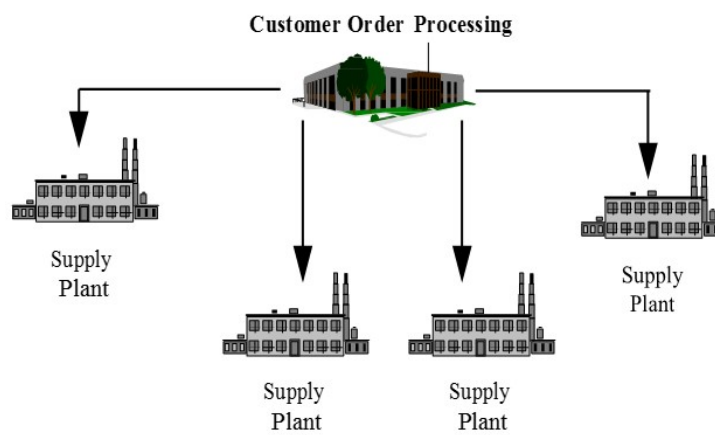 Customer Order Processing
Supply
Plant
Supply
Plant
Supply
Plant
Supply
Plant